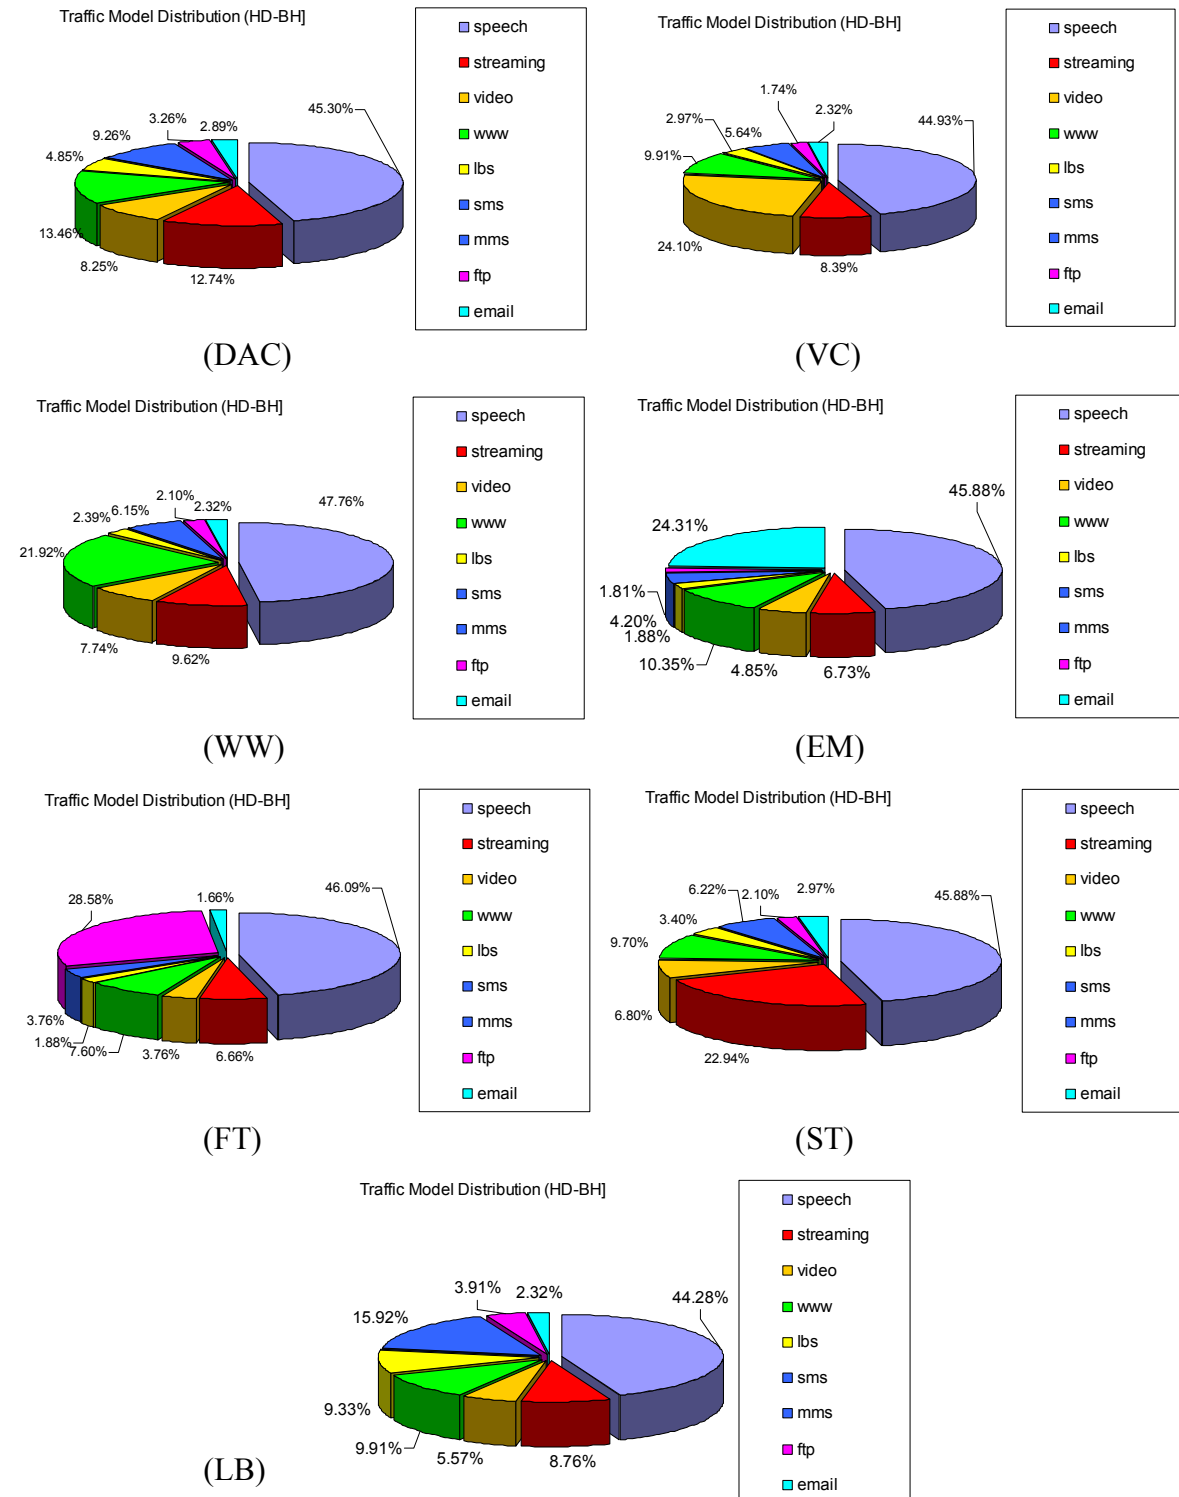 Traffic Model Distribution (HD-BH]
45.30%
12.74%
8.25%
13.46%
4.85%
9.26%
3.26%
2.89%
speech
streaming
video
www
lbs
sms
mms
ftp
email
(DAC)
Traffic Model Distribution (HD-BH]
44.93%
8.39%
24.10%
9.91%
2.97%
5.64%
1.74%
2.32%
speech
streaming
video
www
lbs
sms
mms
ftp
email
(VC)
Traffic Model Distribution (HD-BH]
47.76%
9.62%
7.74%
21.92%
2.39%
6.15%
2.10%
2.32%
speech
streaming
video
www
lbs
sms
mms
ftp
email
(WW)
Traffic Model Distribution (HD-BH]
45.88%
6.73%
4.85%
10.35%
1.88%
4.20%
1.81%
24.31%
speech
streaming
video
www
lbs
sms
mms
ftp
email
(EM)
Traffic Model Distribution (HD-BH]
46.09%
6.66%
3.76%
7.60%
1.88%
3.76%
28.58%
1.66%
speech
streaming
video
www
lbs
sms
mms
ftp
email
(FT)
Traffic Model Distribution (HD-BH]
45.88%
22.94%
6.80%
9.70%
3.40%
6.22%
2.10%
2.97%
speech
streaming
video
www
lbs
sms
mms
ftp
email
(ST)
Traffic Model Distribution (HD-BH]
44.28%
8.76%
5.57%
9.91%
9.33%
15.92%
3.91%
2.32%
speech
streaming
video
www
lbs
sms
mms
ftp
email
(LB)